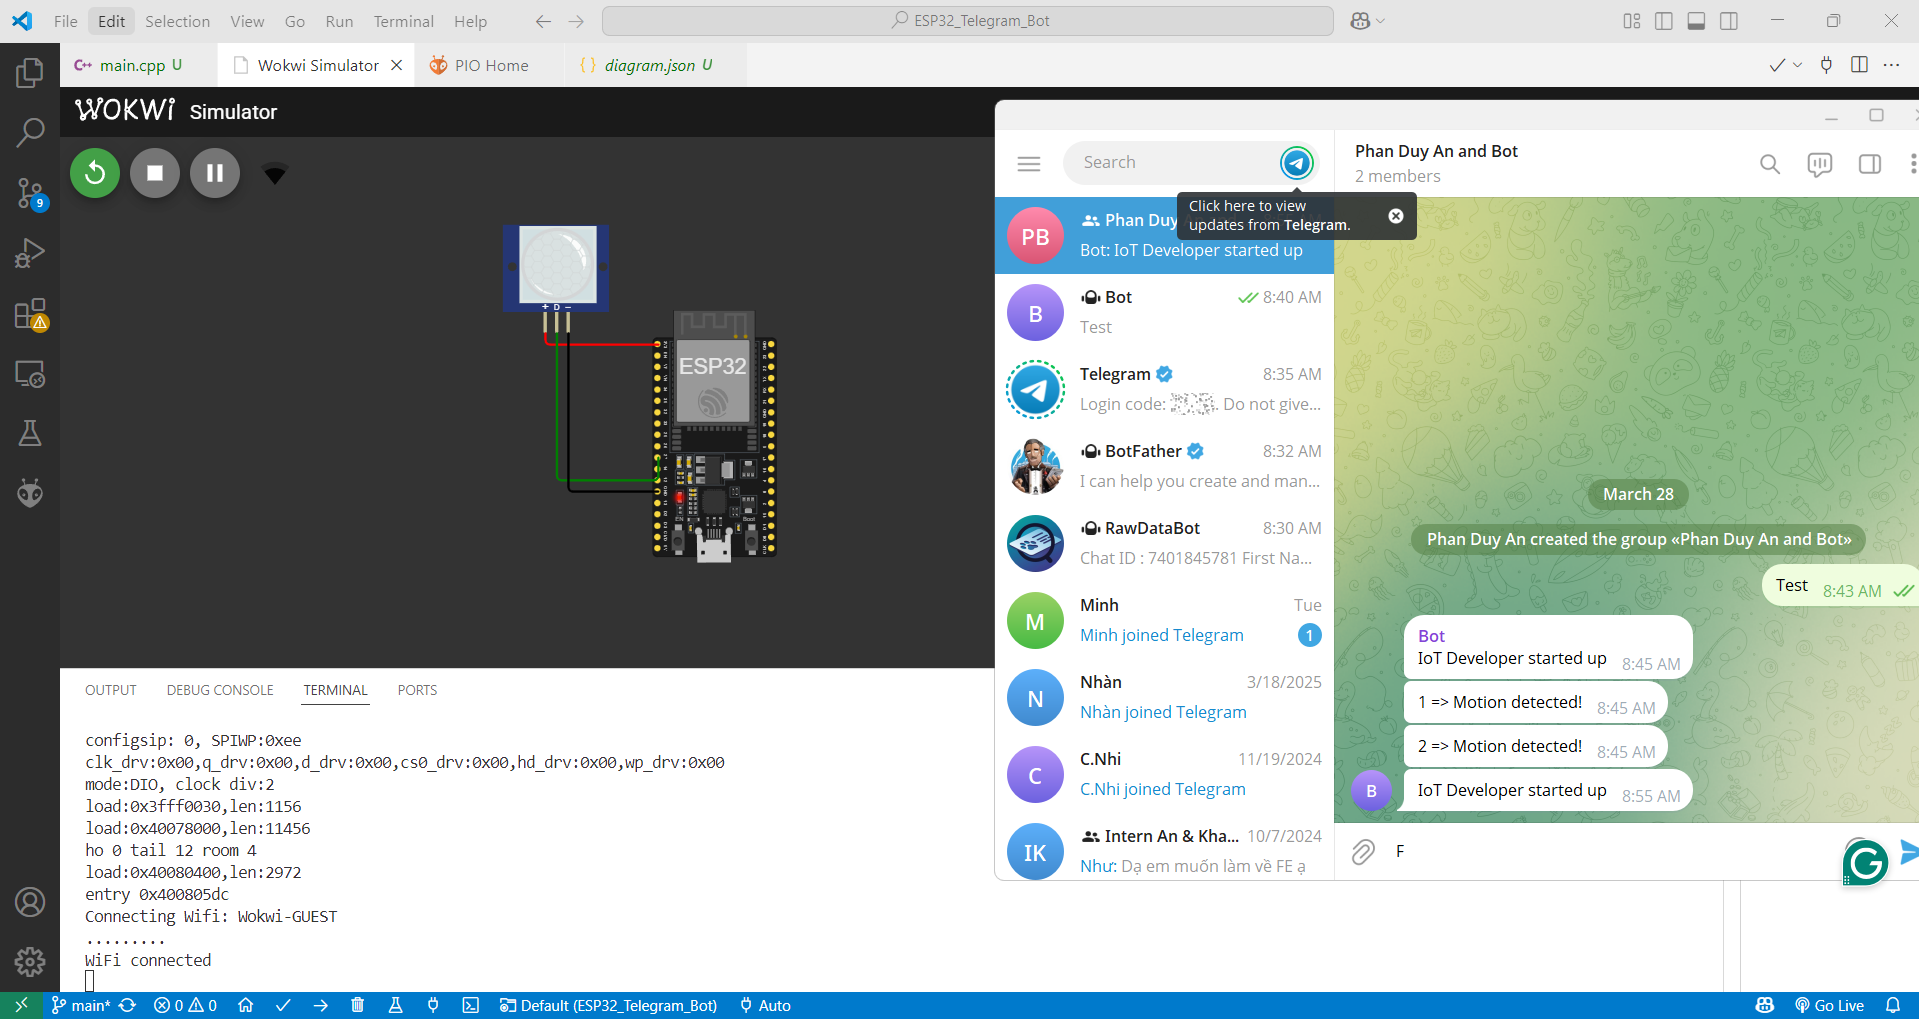 File Edit Selection View Go Run Terminal Help
ESP32_Telegram_Bot
main.cpp U
Wokwi Simulator
PIO Home
{ } diagram.json U
WOKWi Simulator
+ D -
ESP32
EN
Boot
Search
Click here to view
updates from Telegram.
PB
Phan Duy
Bot: IoT Developer started up
B
Bot
8:40 AM
Test
Telegram
8:35 AM
Login code: . Do not give...
BotFather
8:32 AM
I can help you create and man...
RawDataBot
8:30 AM
Chat ID : 7401845781 First Na...
M
Minh
Tue
Minh joined Telegram
1
N
Nhàn
3/18/2025
Nhàn joined Telegram
C
C.Nhi
11/19/2024
C.Nhi joined Telegram
IK
Intern An & Kha...
10/7/2024
Như: Dạ em muốn làm về FE ạ
Phan Duy An and Bot
2 members
March 28
Phan Duy An created the group «Phan Duy An and Bot»
Test 8:43 AM
Bot
IoT Developer started up 8:45 AM
1 => Motion detected! 8:45 AM
2 => Motion detected! 8:45 AM
B
IoT Developer started up 8:55 AM
F
G
9
OUTPUT DEBUG CONSOLE TERMINAL PORTS
configsip: 0, SPIWP:0xee
clk_drv:0x00,q_drv:0x00,d_drv:0x00,cs0_drv:0x00,hd_drv:0x00,wp_drv:0x00
mode:DIO, clock div:2
load:0x3fff0030,len:1156
load:0x40078000,len:11456
ho 0 tail 12 room 4
load:0x40080400,len:2972
entry 0x400805dc
Connecting Wifi: Wokwi-GUEST
.........
WiFi connected
main* 0 0 Default (ESP32_Telegram_Bot) Auto Go Live